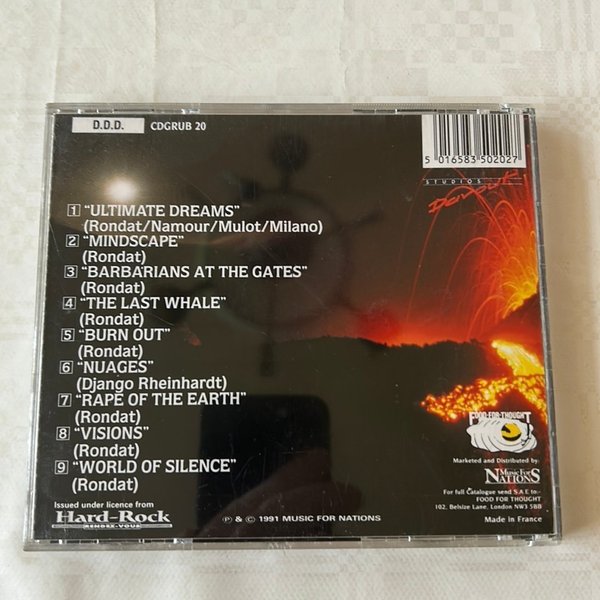 D.D.D. CDGRUB 20
5 016583 502027
STUDIOS
1 "ULTIMATE DREAMS"
(Rondat/Namour/Mulot/Milano)
2 "MINDSCAPE"
(Rondat)
3 "BARBARIANS AT THE GATES"
(Rondat)
4 "THE LAST WHALE"
(Rondat)
5 "BURN OUT"
(Rondat)
6 "NUAGES"
(Django Rheinhardt)
7 "RAPE OF THE EARTH"
(Rondat)
8 "VISIONS"
(Rondat)
9 "WORLD OF SILENCE"
(Rondat)
FOOD-FOR-THOUGHT
Marketed and Distributed by
Music For
NATIONS
For full Catalogue send S.A.E to:-
FOOD FOR THOUGHT
102, Belsize Lane, London NW3 5BB
Made in France
Issued under licence from
Hard-Rock
RENDEZ-VOUS
℗ & © 1991 MUSIC FOR NATIONS